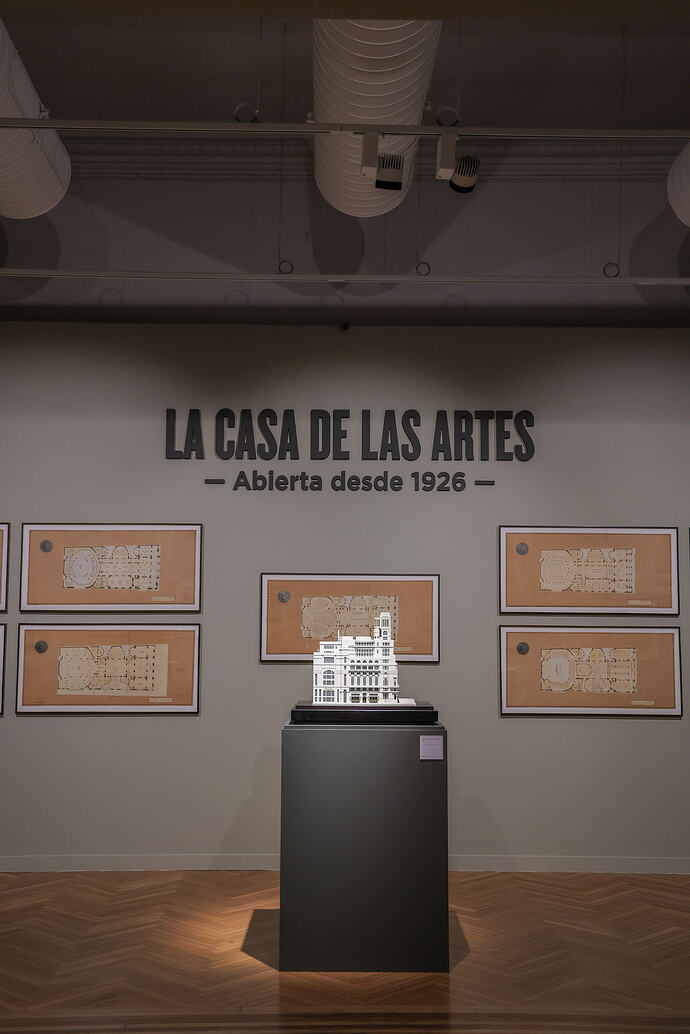 LA CASA DE LAS ARTES
— Abierta desde 1926 —